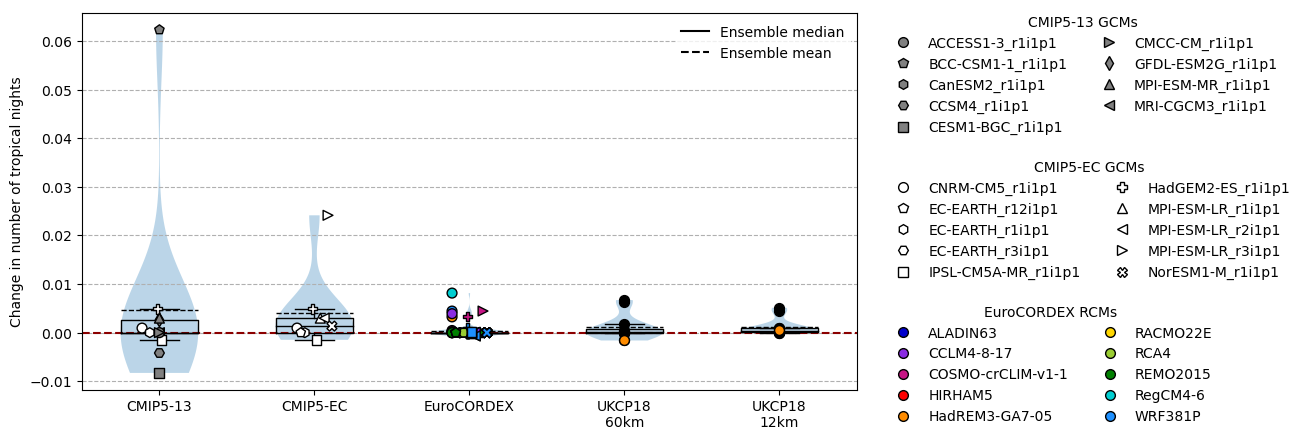 Change in number of tropical nights
0.06
0.05
0.04
0.03
0.02
0.01
0.00
−0.01
Ensemble median
Ensemble mean
CMIP5-13
CMIP5-EC
EuroCORDEX
UKCP18
60km
UKCP18
12km
CMIP5-13 GCMs
ACCESS1-3_r1i1p1
BCC-CSM1-1_r1i1p1
CanESM2_r1i1p1
CCSM4_r1i1p1
CESM1-BGC_r1i1p1
CMCC-CM_r1i1p1
GFDL-ESM2G_r1i1p1
MPI-ESM-MR_r1i1p1
MRI-CGCM3_r1i1p1
CMIP5-EC GCMs
CNRM-CM5_r1i1p1
EC-EARTH_r12i1p1
EC-EARTH_r1i1p1
EC-EARTH_r3i1p1
IPSL-CM5A-MR_r1i1p1
HadGEM2-ES_r1i1p1
MPI-ESM-LR_r1i1p1
MPI-ESM-LR_r2i1p1
MPI-ESM-LR_r3i1p1
NorESM1-M_r1i1p1
EuroCORDEX RCMs
ALADIN63
CCLM4-8-17
COSMO-crCLIM-v1-1
HIRHAM5
HadREM3-GA7-05
RACMO22E
RCA4
REMO2015
RegCM4-6
WRF381P